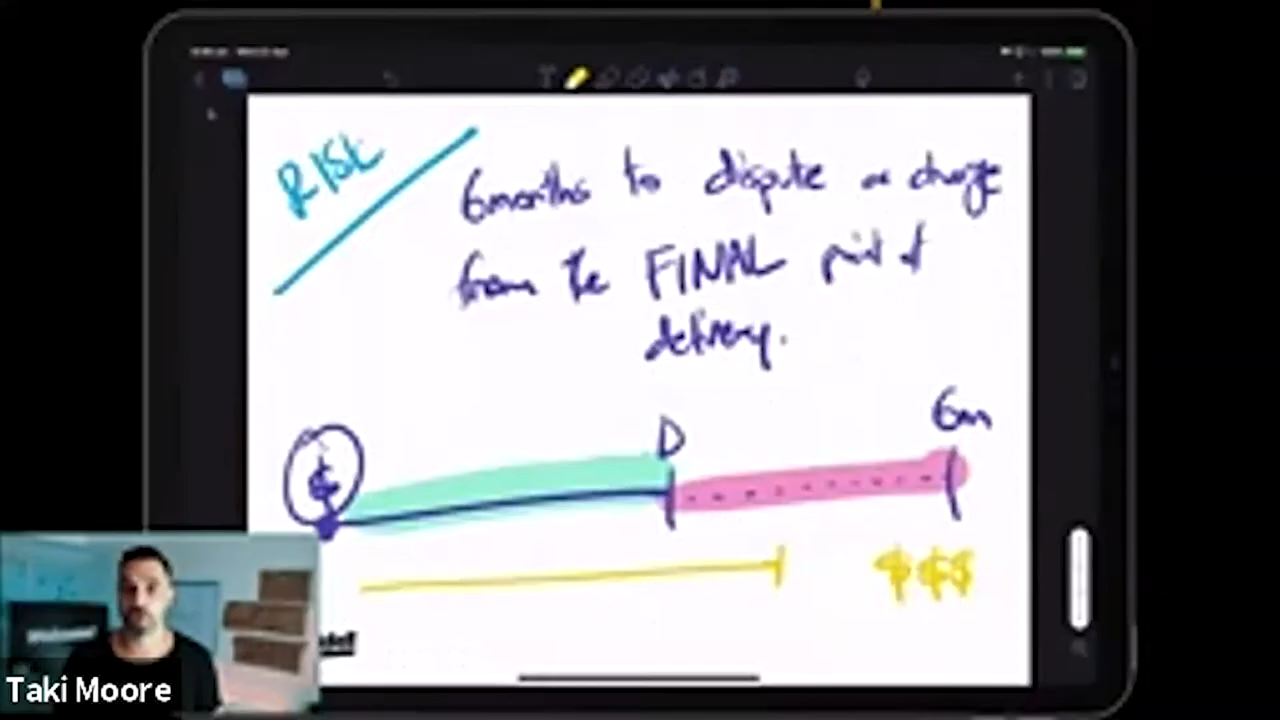 RISK
6months to dispute a charge
from the FINAL point of
delivery.
6m
D
$
$$$
Taki Moore